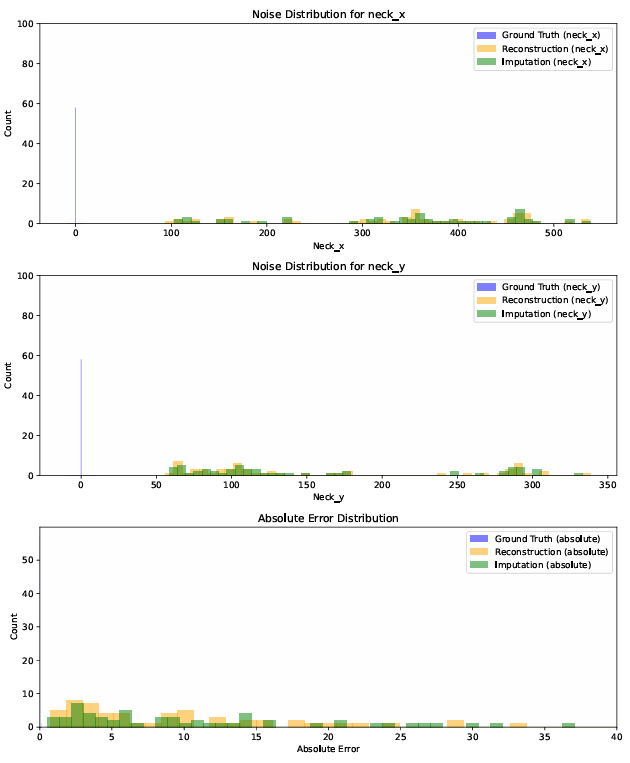 Noise Distribution for neck_x
100
80
60
40
20
0
Count
Ground Truth (neck_x)
Reconstruction (neck_x)
Imputation (neck_x)
0 100 200 300 400 500
Neck_x
Noise Distribution for neck_y
100
80
60
40
20
0
Count
Ground Truth (neck_y)
Reconstruction (neck_y)
Imputation (neck_y)
0 50 100 150 200 250 300 350
Neck_y
Absolute Error Distribution
50
40
30
20
10
0
Count
Ground Truth (absolute)
Reconstruction (absolute)
Imputation (absolute)
0 5 10 15 20 25 30 35 40
Absolute Error